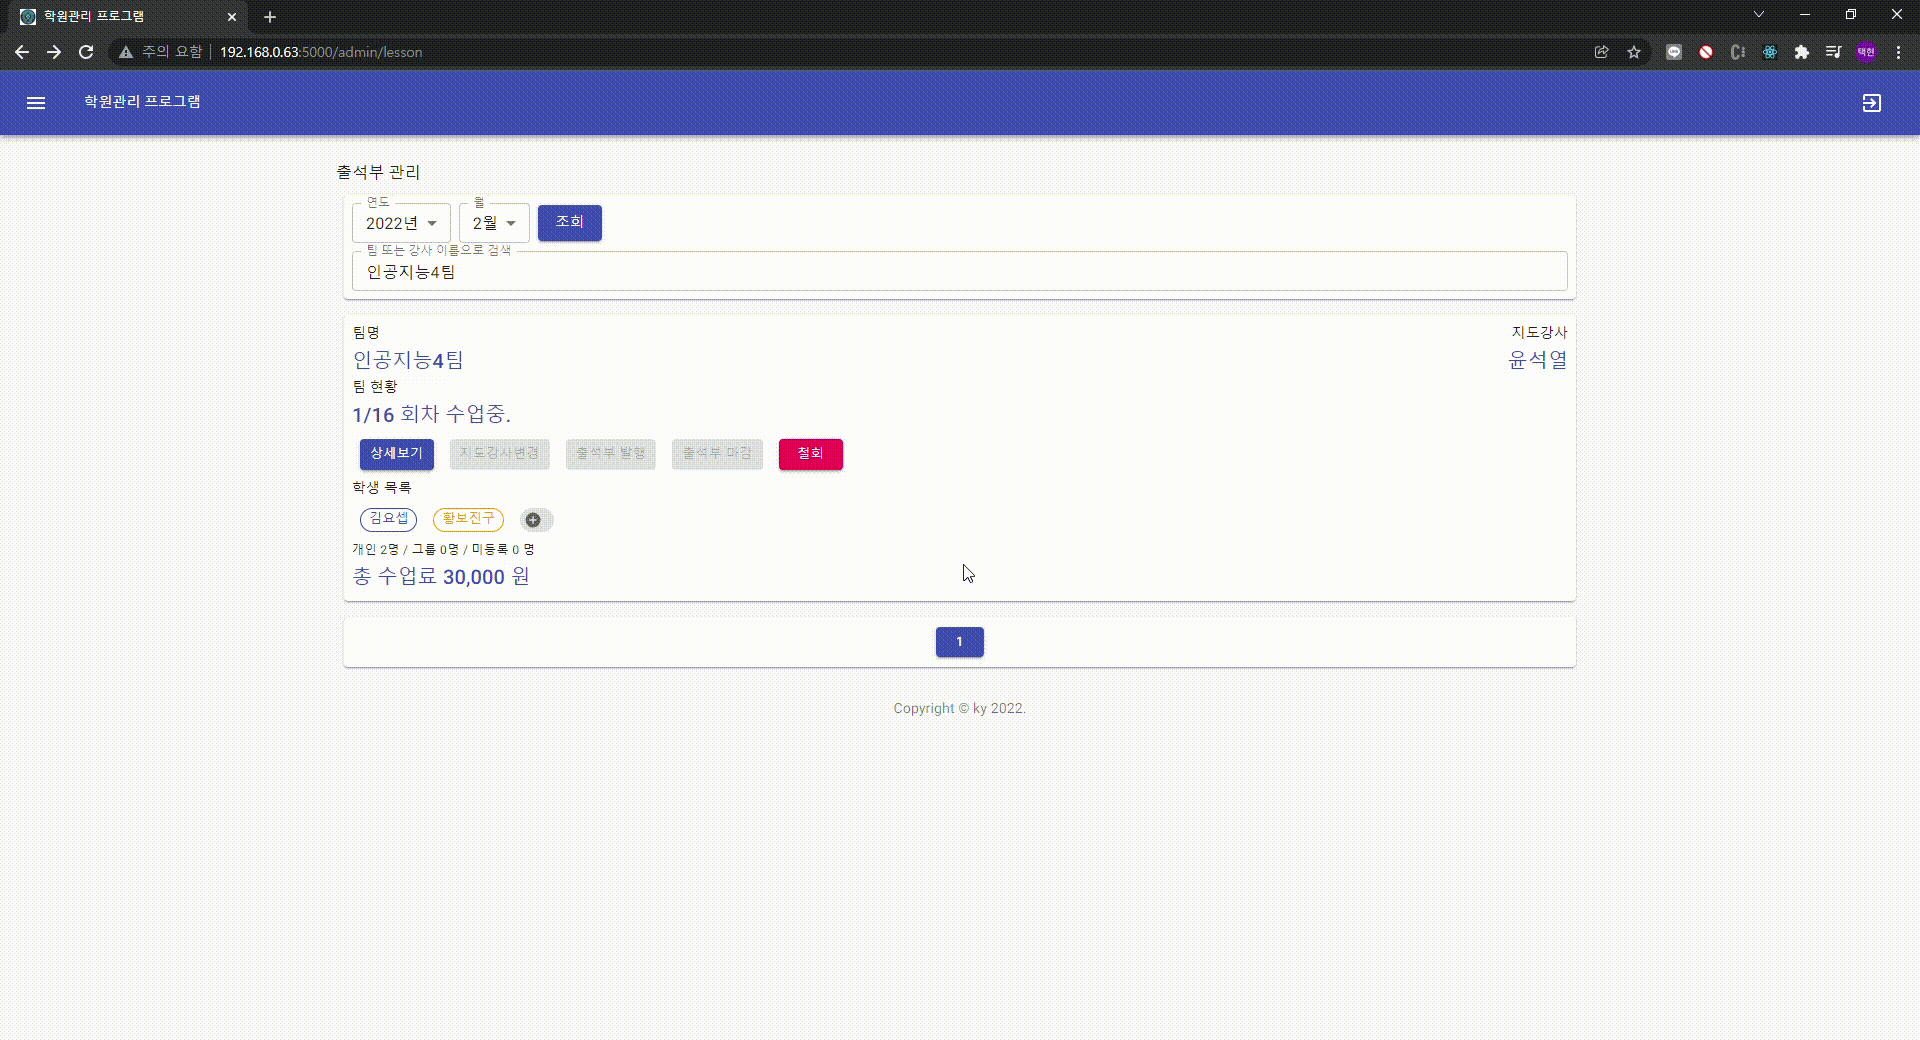 학원관리 프로그램
주의 요함 192.168.0.63:5000/admin/lesson
택현
학원관리 프로그램
출석부 관리
연도 월
2022년 2월 조회
팀 또는 강사 이름으로 검색
인공지능4팀
팀명 지도강사
인공지능4팀 윤석열
팀 현황
1/16 회차 수업중.
상세보기 지도강사변경 출석부 발행 출석부 마감 철회
학생 목록
김요셉 황보진구
개인 2명 / 그룹 0명 / 미등록 0 명
총 수업료 30,000 원
1
Copyright © ky 2022.